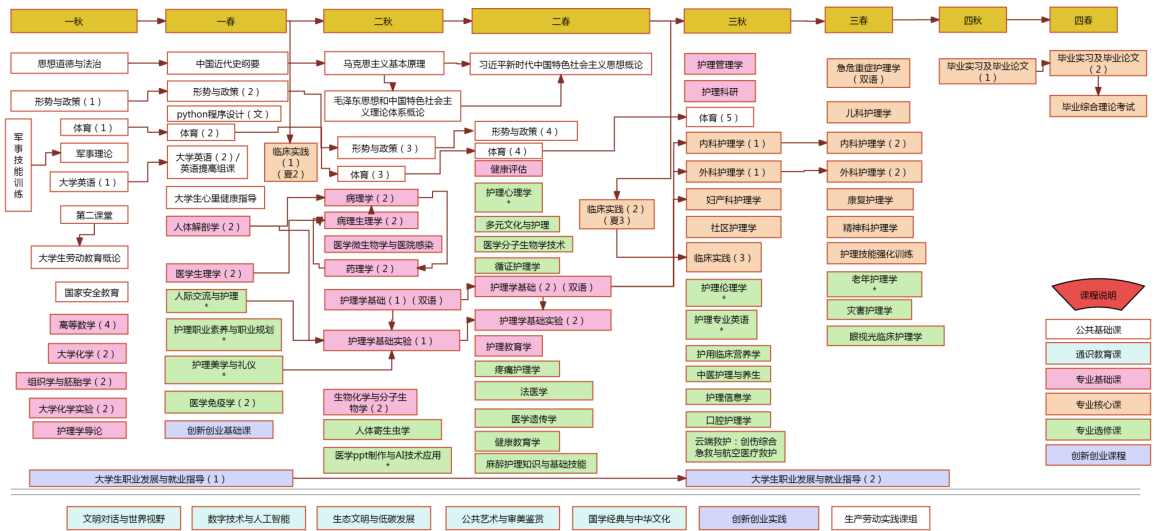 一秋
一春
二秋
二春
三秋
三春
四秋
四春
思想道德与法治
形势与政策（1）
军事技能训练
体育（1）
军事理论
大学英语（1）
第二课堂
大学生劳动教育概论
国家安全教育
高等数学（4）
大学化学（2）
组织学与胚胎学（2）
大学化学实验（2）
护理学导论
中国近代史纲要
形势与政策（2）
python程序设计（文）
体育（2）
大学英语（2）/
英语提高组课
大学生心里健康指导
人体解剖学（2）
医学生理学（2）
人际交流与护理
*
护理职业素养与职业规划
*
护理美学与礼仪
*
医学免疫学（2）
创新创业基础课
临床实践
（1）
（夏2）
马克思主义基本原理
毛泽东思想和中国特色社会主
义理论体系概论
形势与政策（3）
体育（3）
病理学（2）
病理生理学（2）
医学微生物学与医院感染
药理学（2）
护理学基础（1）（双语）
护理学基础实验（1）
生物化学与分子生
物学（2）
人体寄生虫学
医学ppt制作与AI技术应用
*
习近平新时代中国特色社会主义思想概论
形势与政策（4）
体育（4）
健康评估
护理心理学
*
多元文化与护理
医学分子生物学技术
循证护理学
护理学基础（2）（双语）
护理学基础实验（2）
护理教育学
疼痛护理学
法医学
医学遗传学
健康教育学
麻醉护理知识与基础技能
临床实践（2）
（夏3）
护理管理学
护理科研
体育（5）
内科护理学（1）
外科护理学（1）
妇产科护理学
社区护理学
临床实践（3）
护理伦理学
*
护理专业英语
*
护用临床营养学
中医护理与养生
护理信息学
口腔护理学
云端救护：创伤综合
急救与航空医疗救护
急危重症护理学
（双语）
儿科护理学
内科护理学（2）
外科护理学（2）
康复护理学
精神科护理学
护理技能强化训练
老年护理学
*
灾害护理学
眼视光临床护理学
毕业实习及毕业论文
（1）
毕业实习及毕业论文
（2）
毕业综合理论考试
课程说明
公共基础课
通识教育课
专业基础课
专业核心课
专业选修课
创新创业课程
大学生职业发展与就业指导（1）
大学生职业发展与就业指导（2）
文明对话与世界视野
数字技术与人工智能
生态文明与低碳发展
公共艺术与审美鉴赏
国学经典与中华文化
创新创业实践
生产劳动实践课组